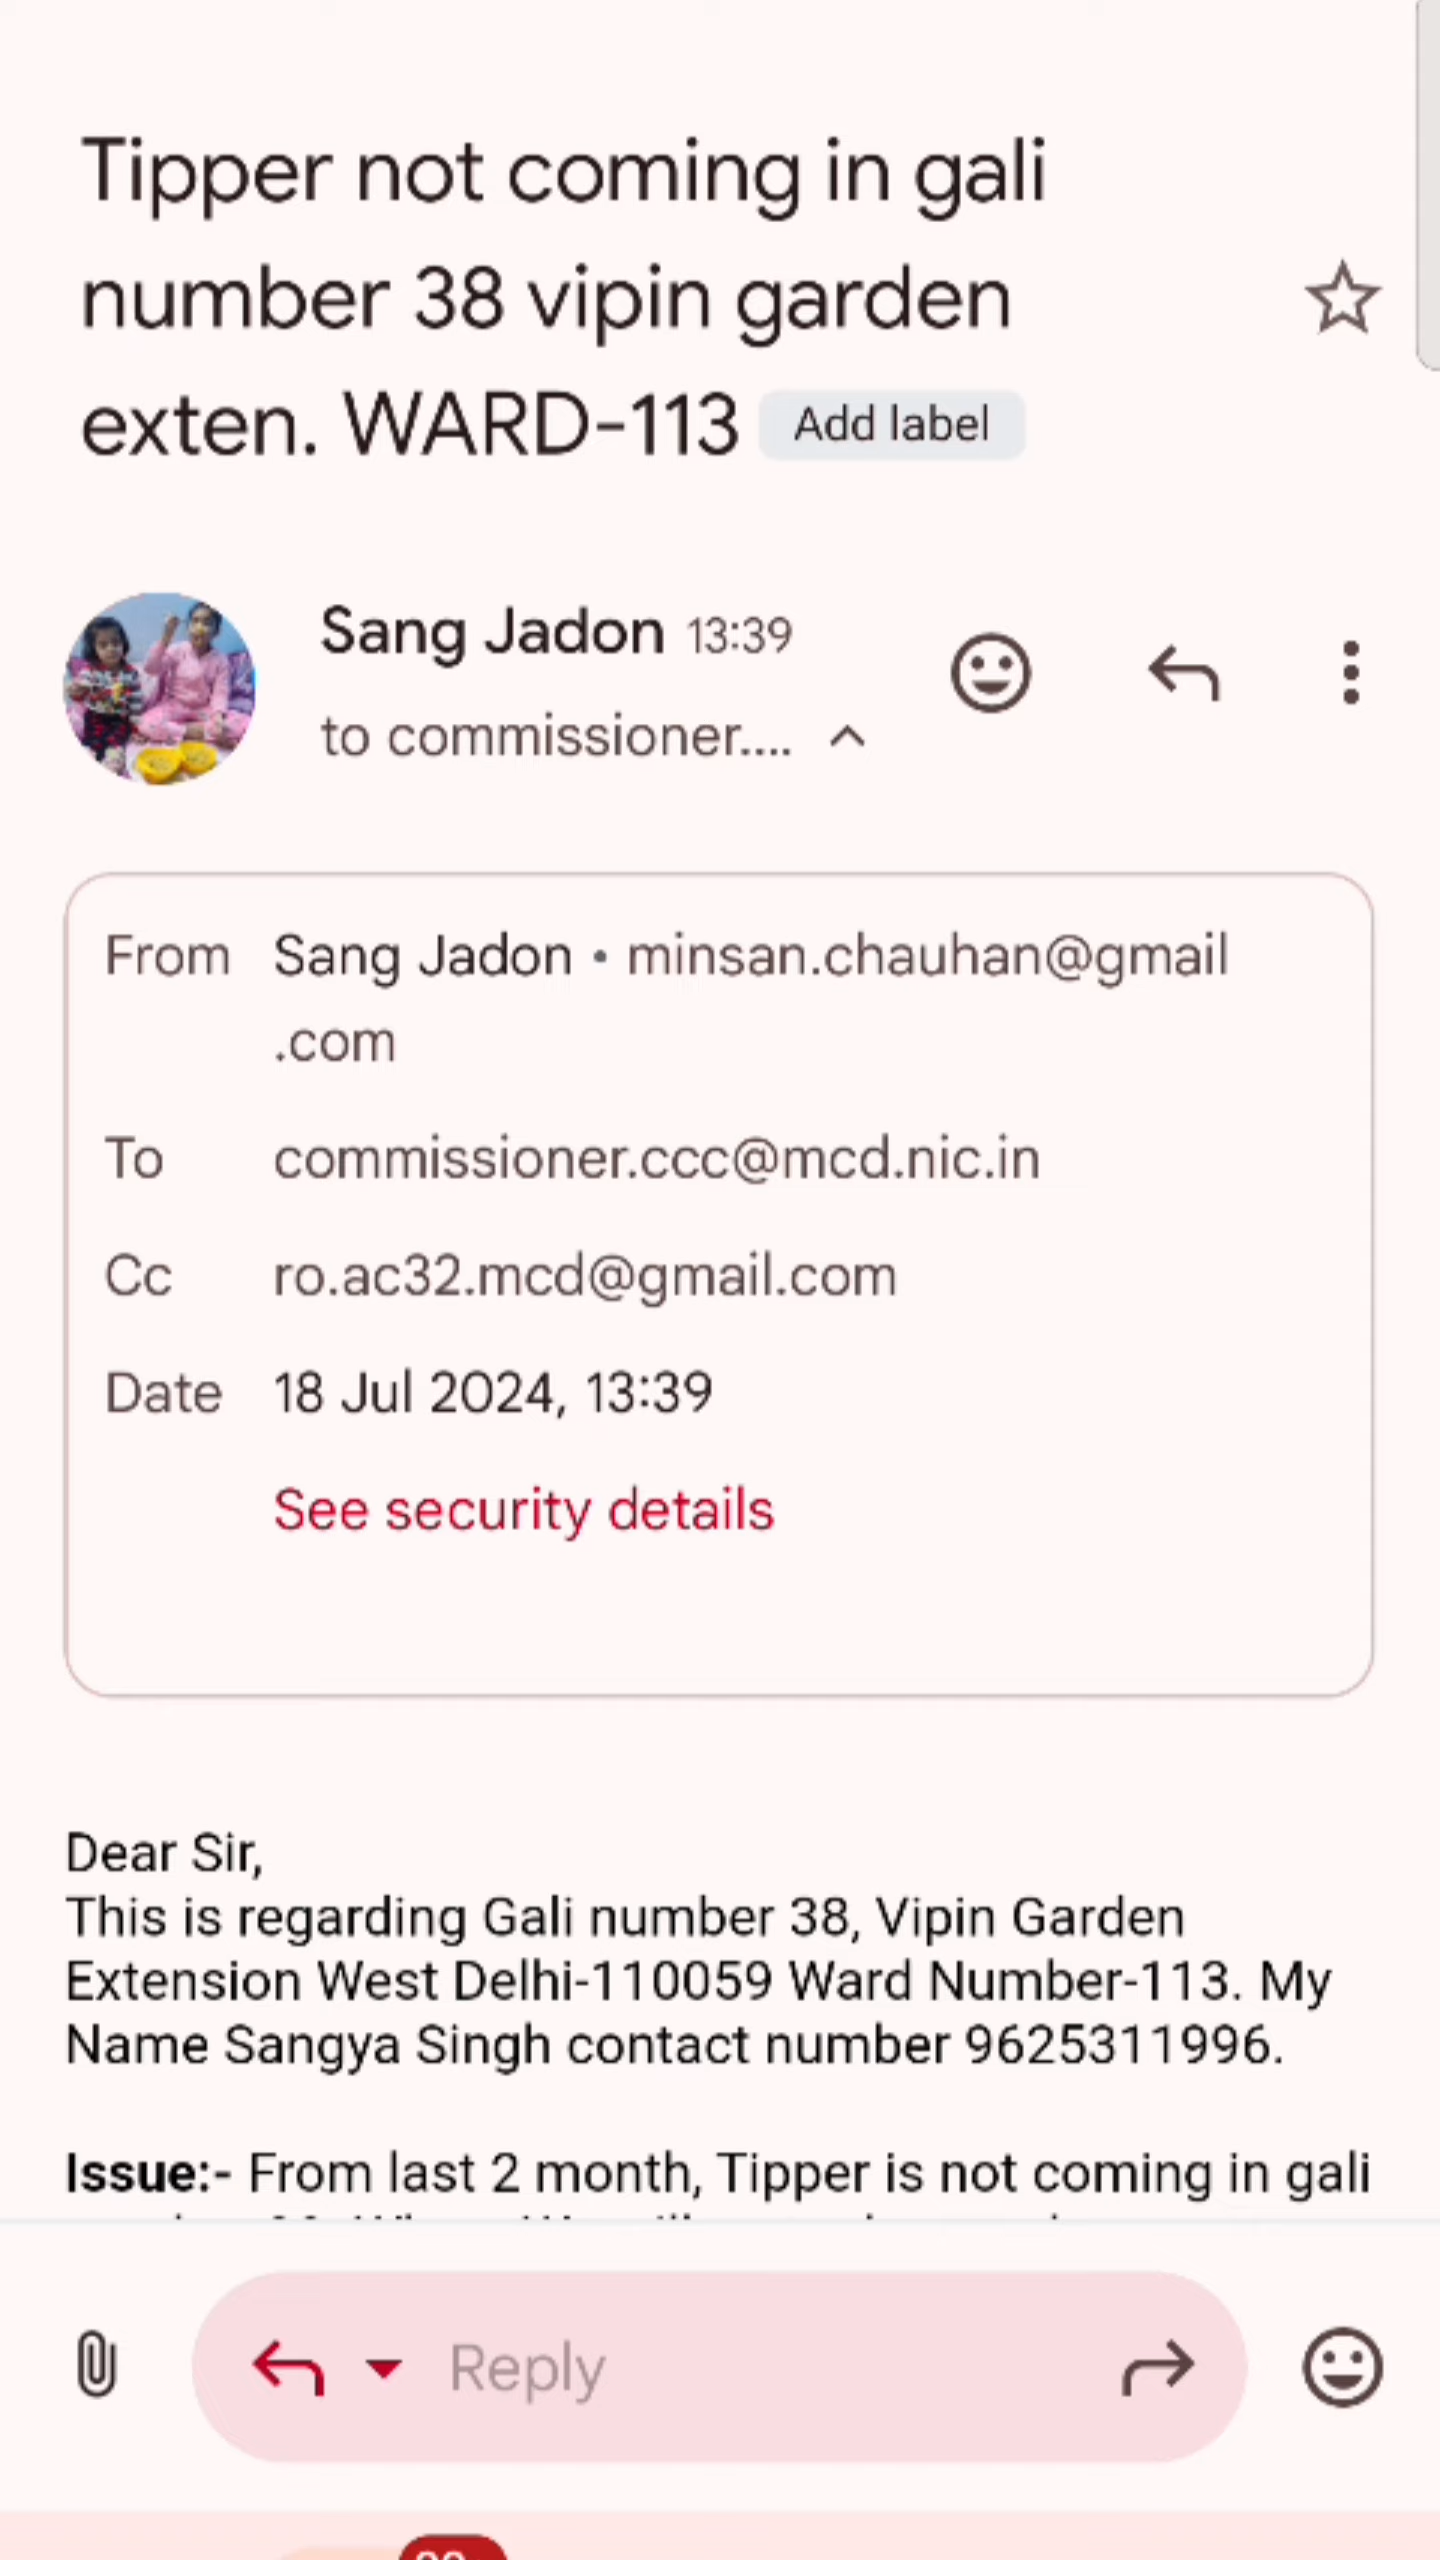 Tipper not coming in gali
number 38 vipin garden
exten. WARD-113 Add label
Sang Jadon 13:39
to commissioner....
From Sang Jadon • minsan.chauhan@gmail
.com
To commissioner.ccc@mcd.nic.in
Cc ro.ac32.mcd@gmail.com
Date 18 Jul 2024, 13:39
See security details
Dear Sir,
This is regarding Gali number 38, Vipin Garden
Extension West Delhi-110059 Ward Number-113. My
Name Sangya Singh contact number 9625311996.
Issue:- From last 2 month, Tipper is not coming in gali
Reply